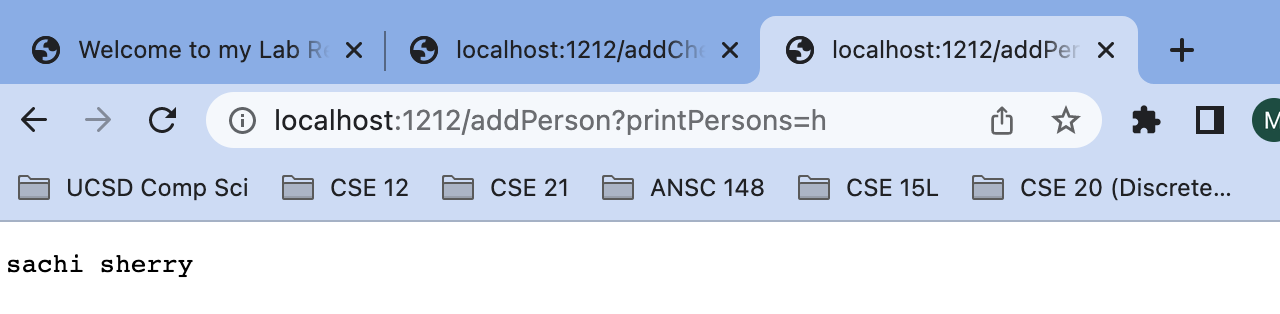 Welcome to my Lab Re localhost:1212/addCh localhost:1212/addPer
localhost:1212/addPerson?printPersons=h M
UCSD Comp Sci CSE 12 CSE 21 ANSC 148 CSE 15L CSE 20 (Discrete...
sachi sherry